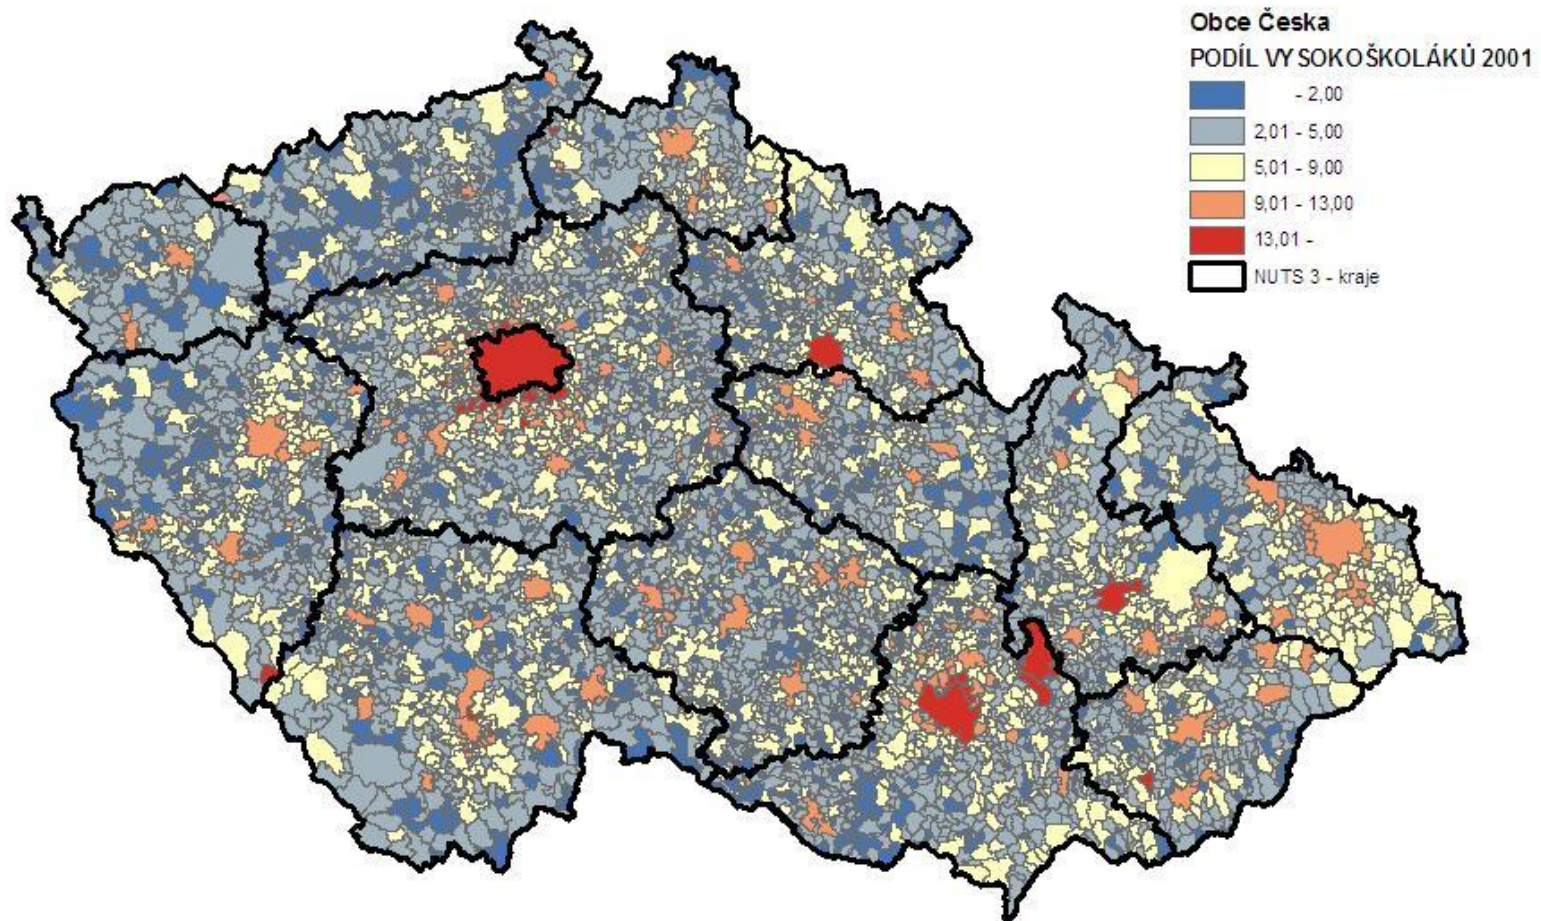 Obce Česka
PODÍL VYSOKOŠKOLÁKŮ 2001
- 2,00
2,01 - 5,00
5,01 - 9,00
9,01 - 13,00
13,01 -
NUTS 3 - kraje